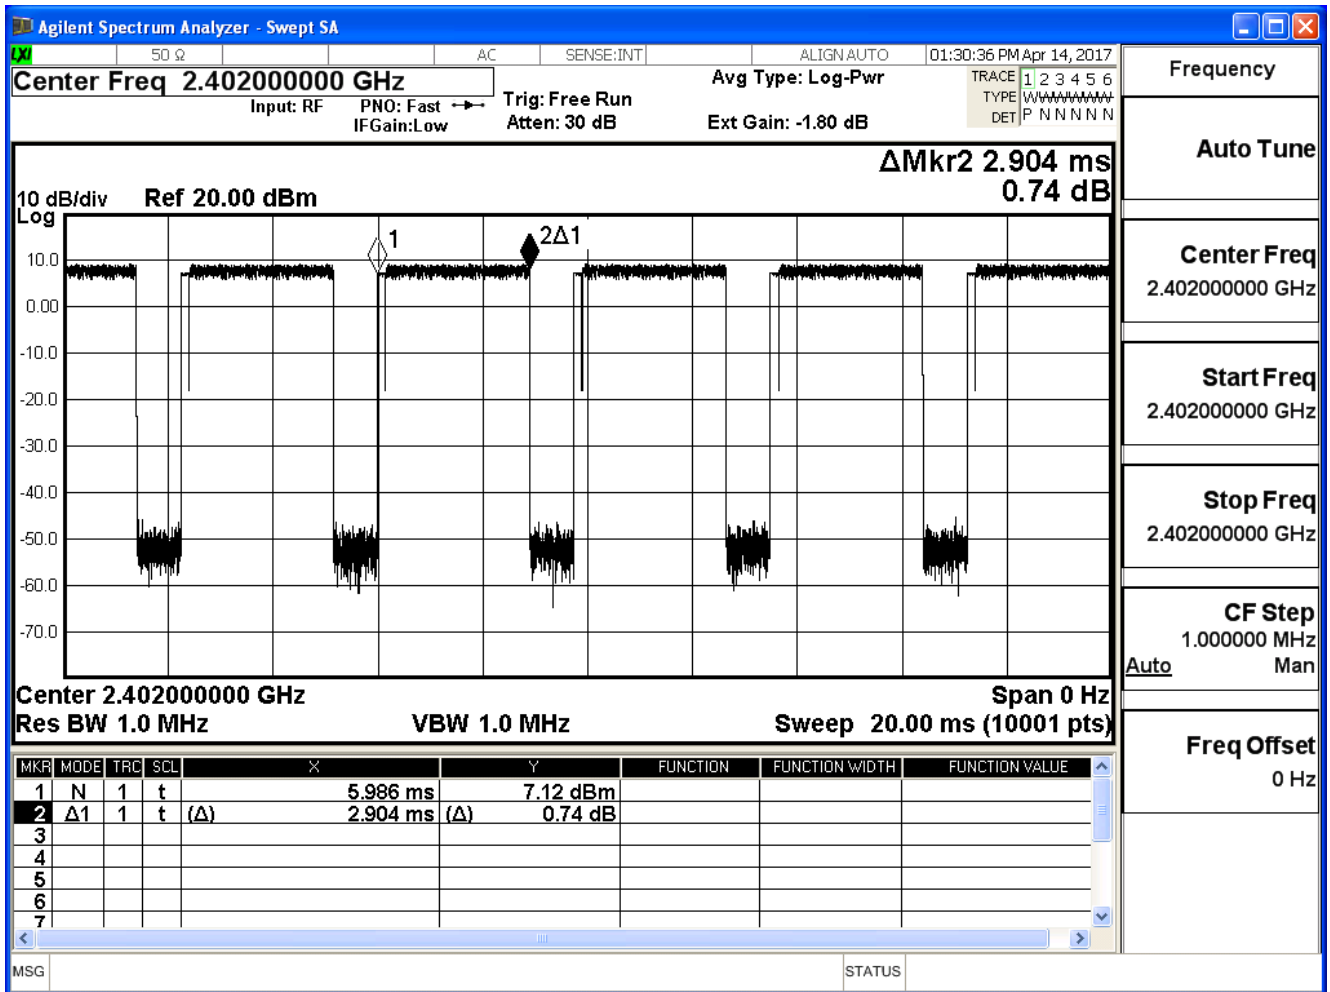 Agilent Spectrum Analyzer - Swept SA
LXI 50 Ω AC SENSE:INT ALIGN AUTO 01:30:36 PM Apr 14, 2017
Center Freq 2.402000000 GHz
Input: RF PNO: Fast IFGain:Low
Trig: Free Run
Atten: 30 dB
Avg Type: Log-Pwr
Ext Gain: -1.80 dB
TRACE 1 2 3 4 5 6
TYPE WWWWWWW
DET P N N N N N
ΔMkr2 2.904 ms
0.74 dB
10 dB/div Ref 20.00 dBm
Log
1
2Δ1
10.0
0.00
-10.0
-20.0
-30.0
-40.0
-50.0
-60.0
-70.0
Center 2.402000000 GHz Span 0 Hz
Res BW 1.0 MHz VBW 1.0 MHz Sweep 20.00 ms (10001 pts)
MKR MODE TRC SCL X Y FUNCTION FUNCTION WIDTH FUNCTION VALUE
1 N 1 t 5.986 ms 7.12 dBm
2 Δ1 1 t (Δ) 2.904 ms (Δ) 0.74 dB
3
4
5
6
7
MSG STATUS
Frequency
Auto Tune
Center Freq
2.402000000 GHz
Start Freq
2.402000000 GHz
Stop Freq
2.402000000 GHz
CF Step
1.000000 MHz
Auto Man
Freq Offset
0 Hz